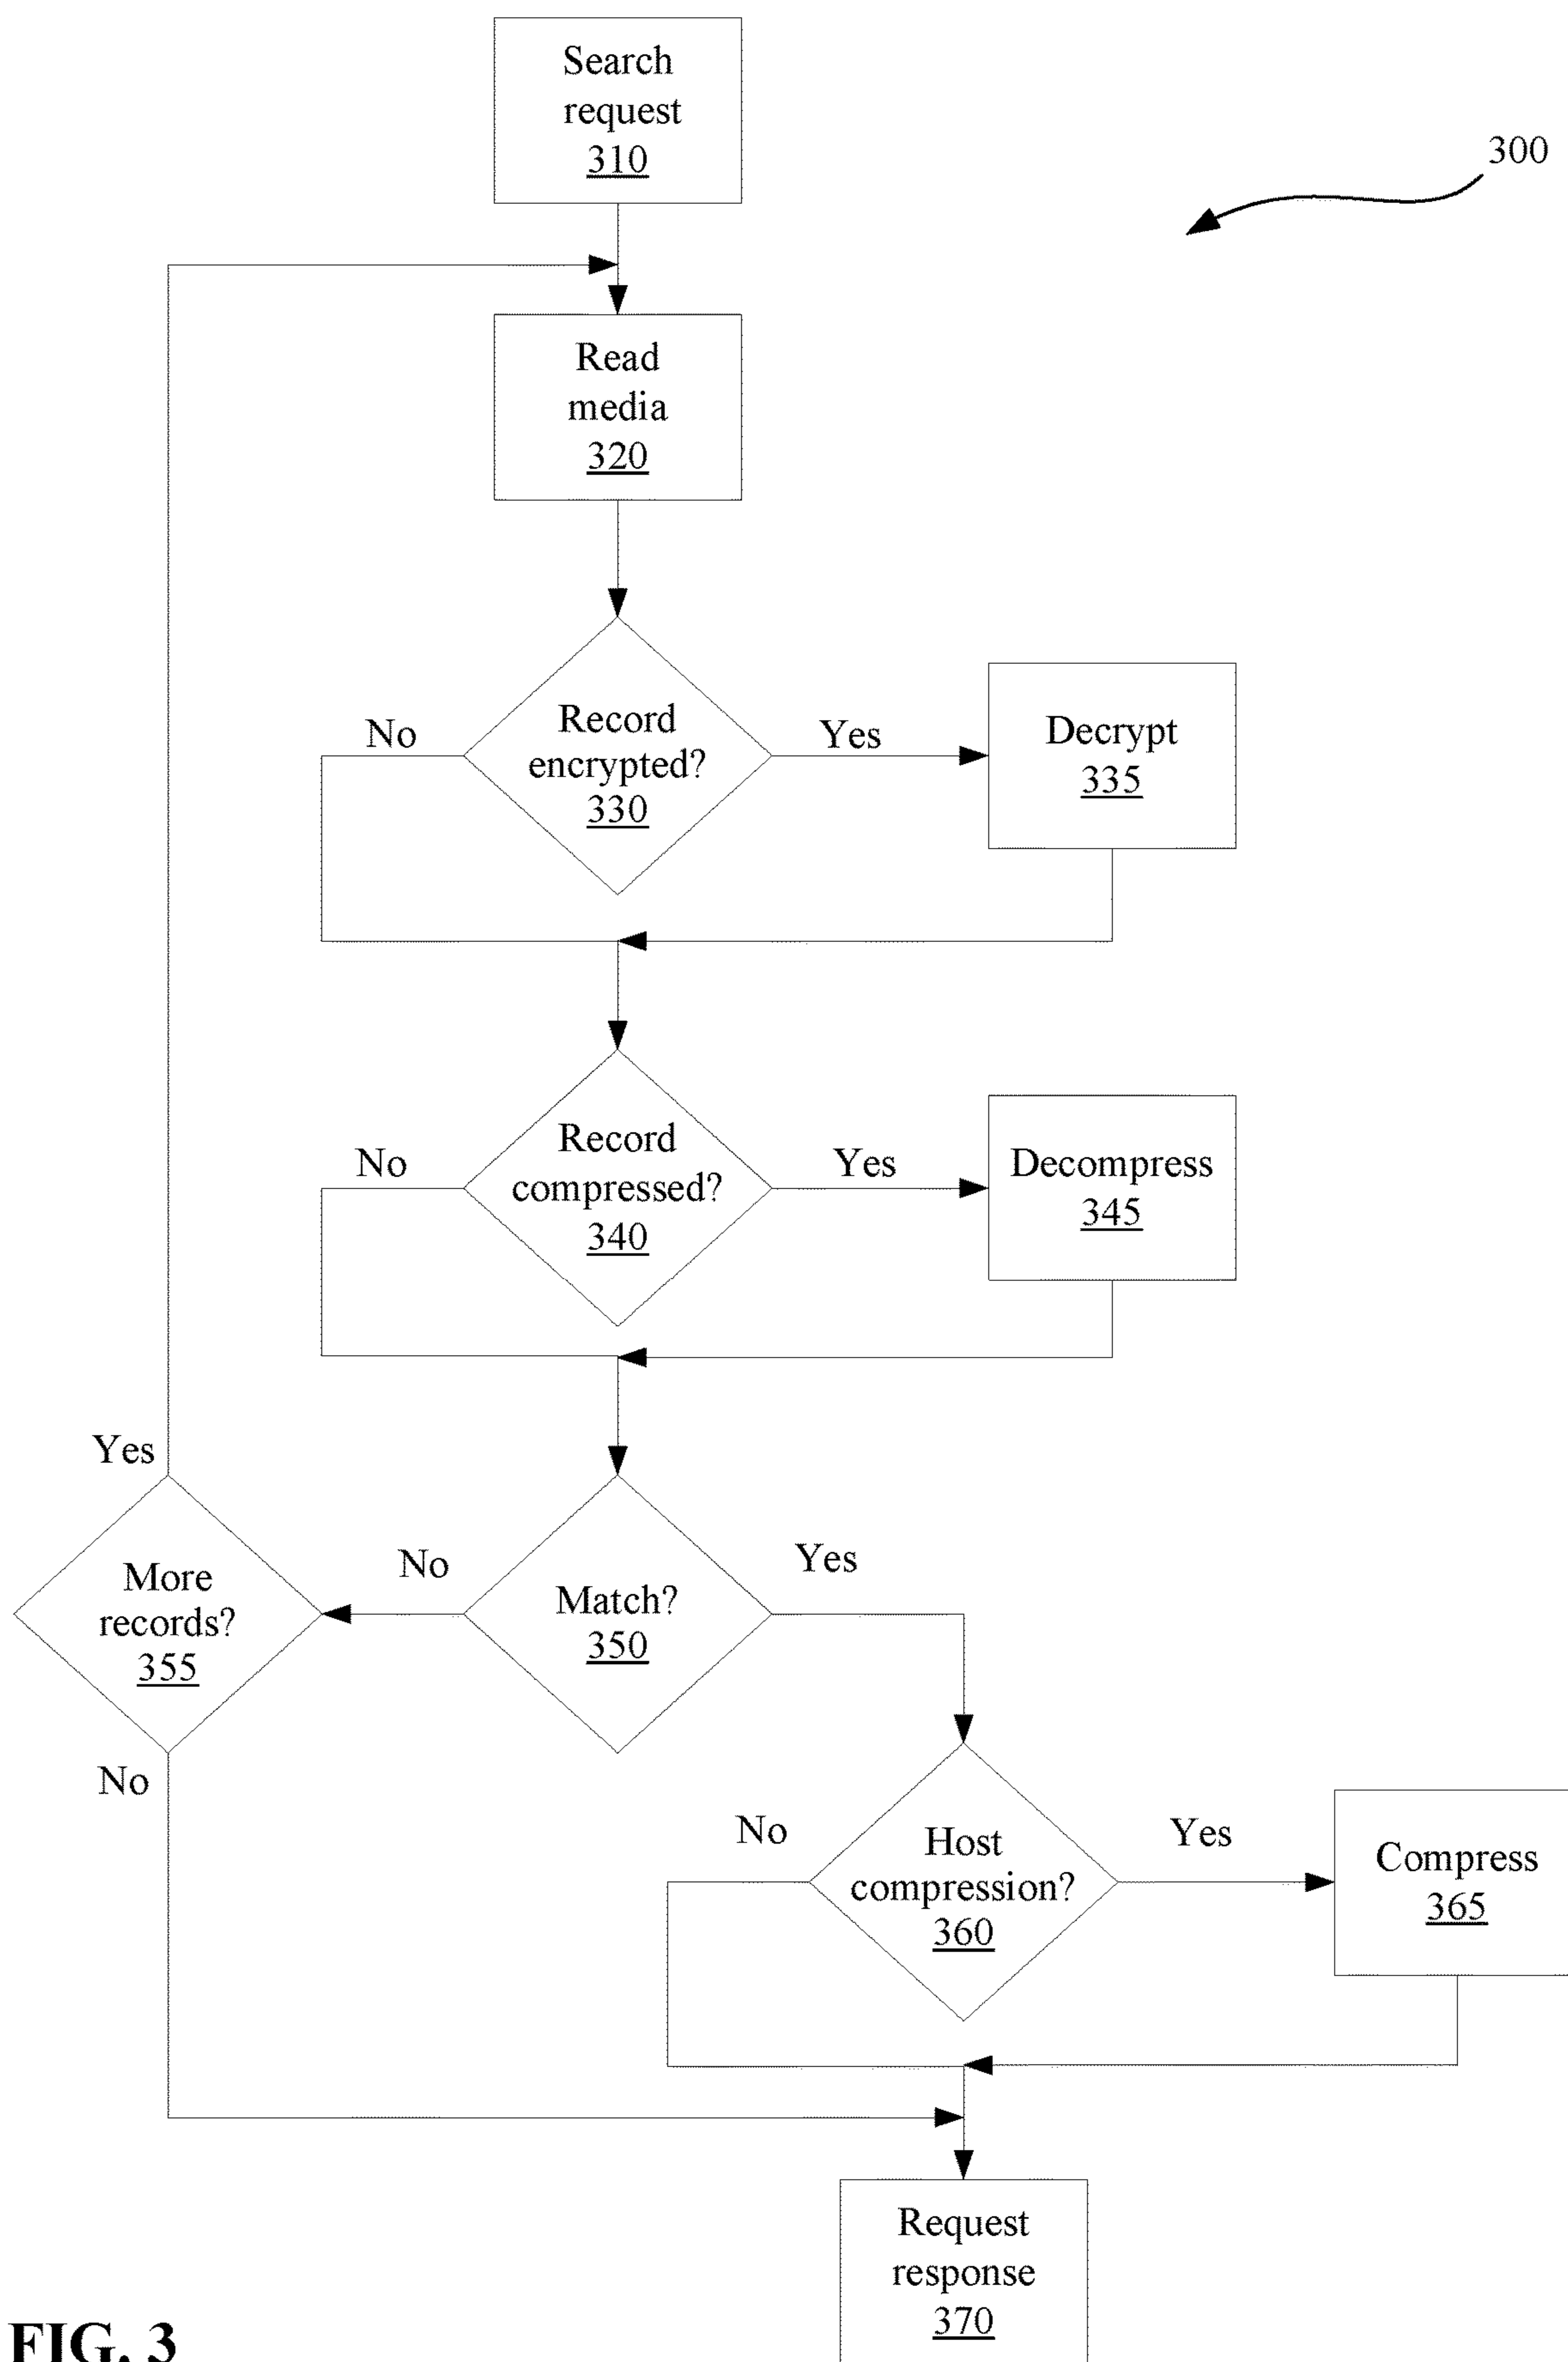 Search
request
310
300
Read
media
320
No
Record
encrypted?
330
Yes
Decrypt
335
No
Record
compressed?
340
Yes
Decompress
345
Yes
More
records?
355
No
No
Match?
350
Yes
No
Host
compression?
360
Yes
Compress
365
Request
response
370
FIG. 3